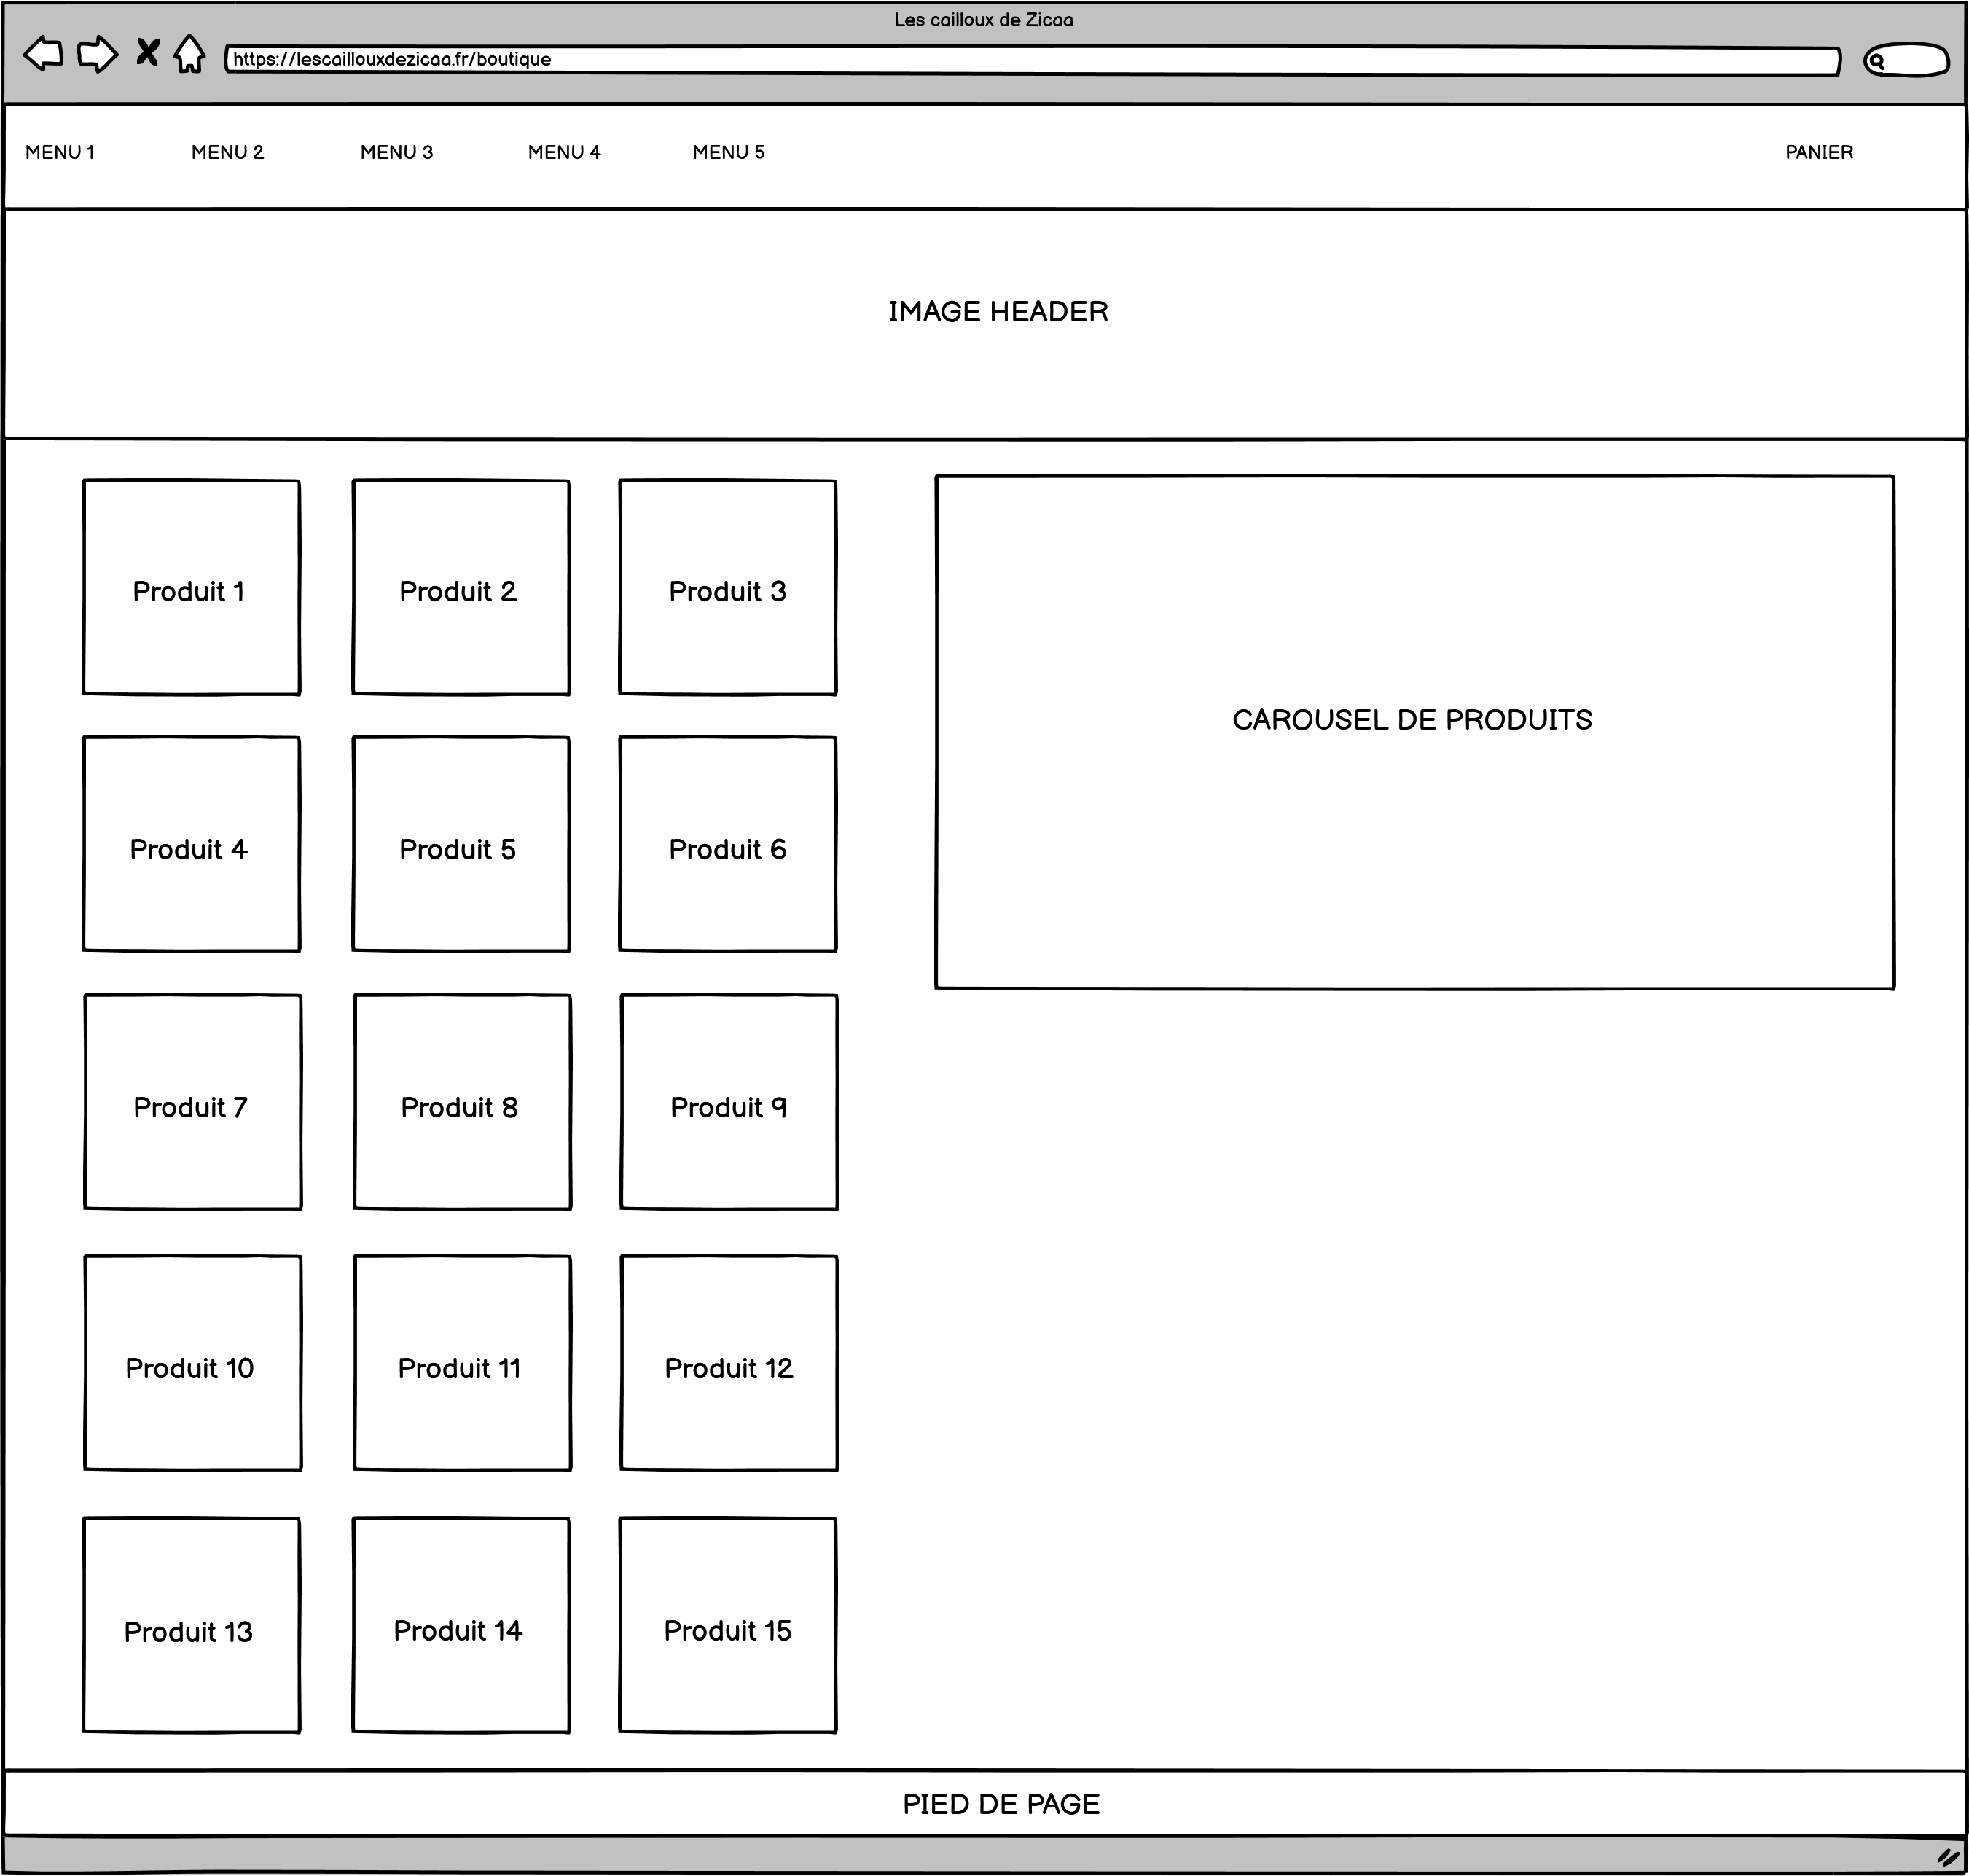 Les cailloux de Zicaa
https://lescaillouxdezicaa.fr/boutique
MENU 1 MENU 2 MENU 3 MENU 4 MENU 5 PANIER
IMAGE HEADER
Produit 1 Produit 2 Produit 3
CAROUSEL DE PRODUITS
Produit 4 Produit 5 Produit 6
Produit 7 Produit 8 Produit 9
Produit 10 Produit 11 Produit 12
Produit 13 Produit 14 Produit 15
PIED DE PAGE